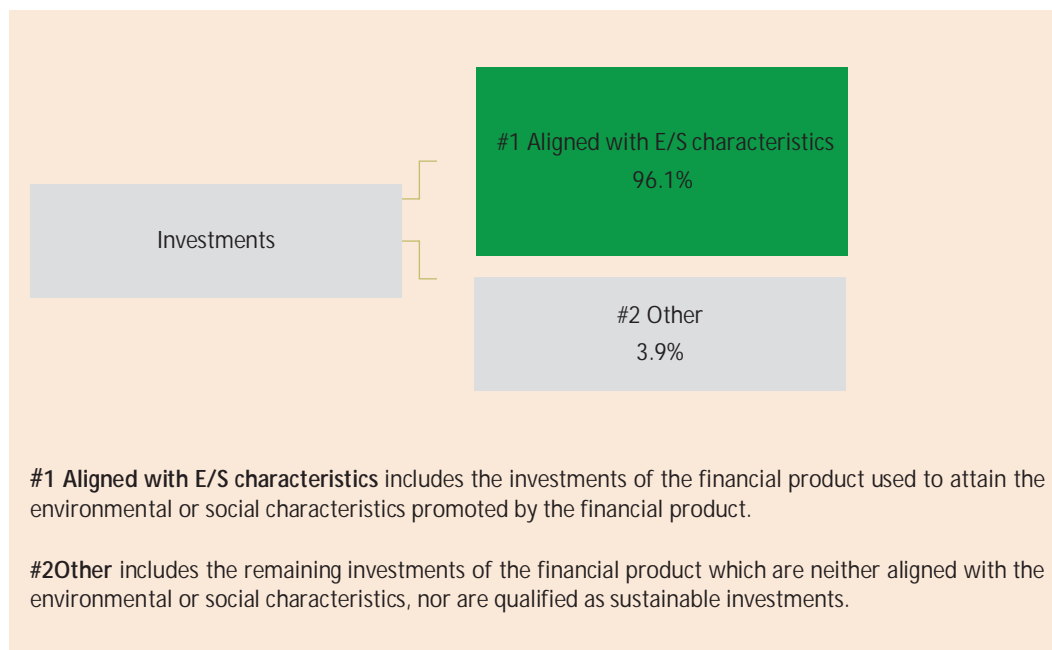 #1 Aligned with E/S characteristics
96.1%
Investments
#2 Other
3.9%
#1 Aligned with E/S characteristics includes the investments of the financial product used to attain the
environmental or social characteristics promoted by the financial product.
#2Other includes the remaining investments of the financial product which are neither aligned with the
environmental or social characteristics, nor are qualified as sustainable investments.